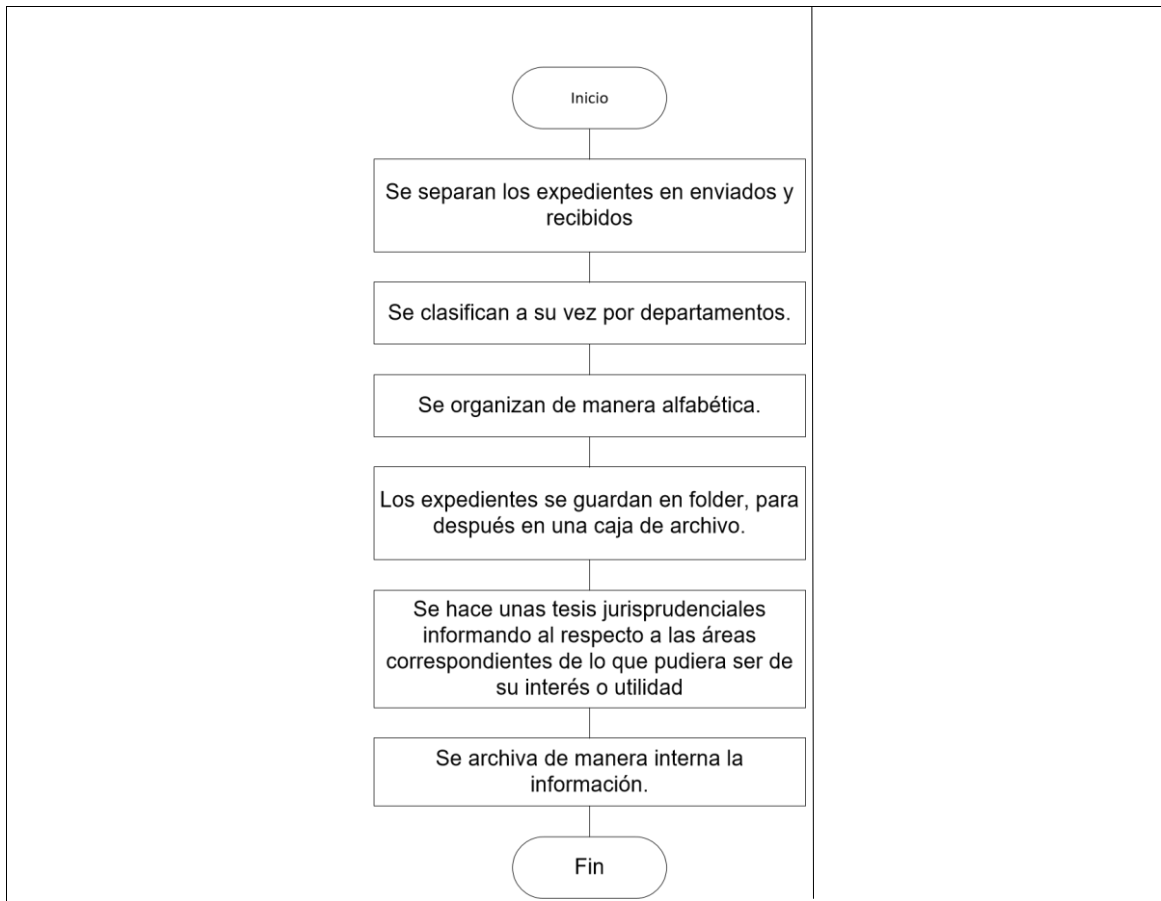 Inicio
Se separan los expedientes en enviados y
recibidos
Se clasifican a su vez por departamentos.
Se organizan de manera alfabética.
Los expedientes se guardan en folder, para
después en una caja de archivo.
Se hace unas tesis jurisprudenciales
informando al respecto a las áreas
correspondientes de lo que pudiera ser de
su interés o utilidad
Se archiva de manera interna la
información.
Fin